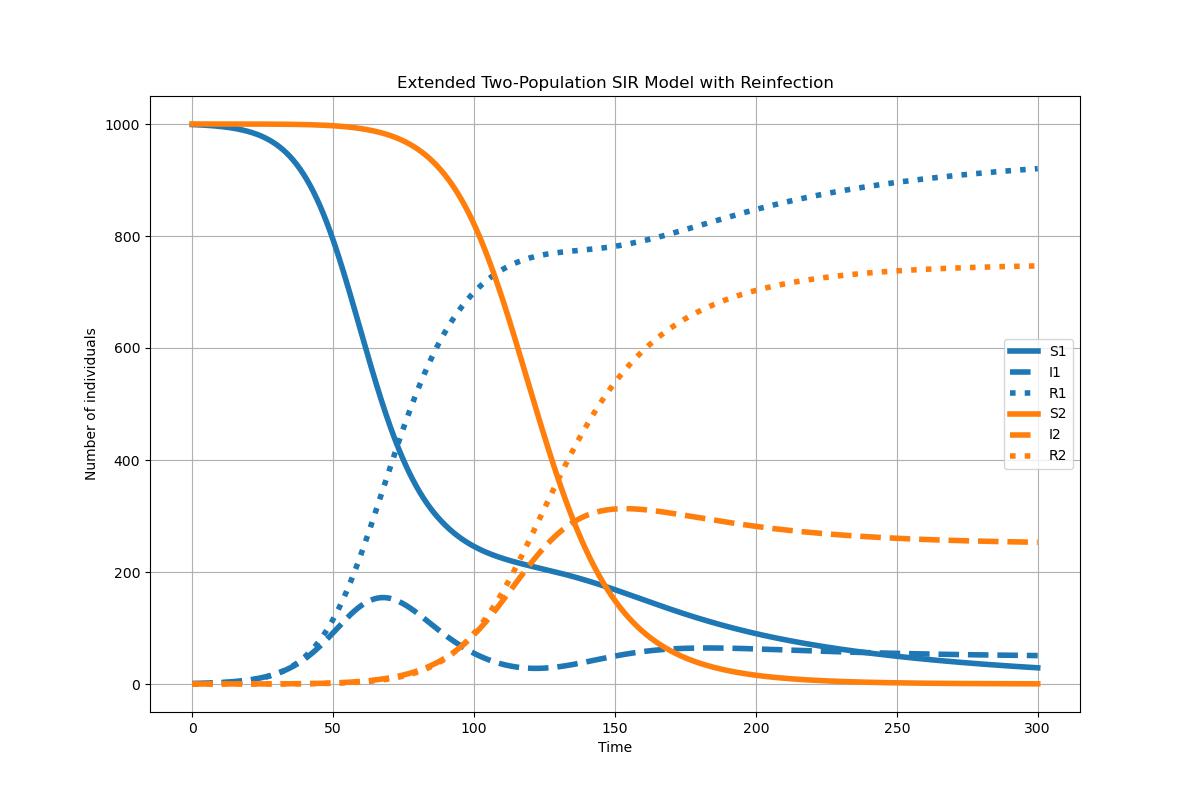 Extended Two-Population SIR Model with Reinfection
Number of individuals
1000
800
600
400
200
0
S1
I1
R1
S2
I2
R2
0 50 100 150 200 250 300
Time